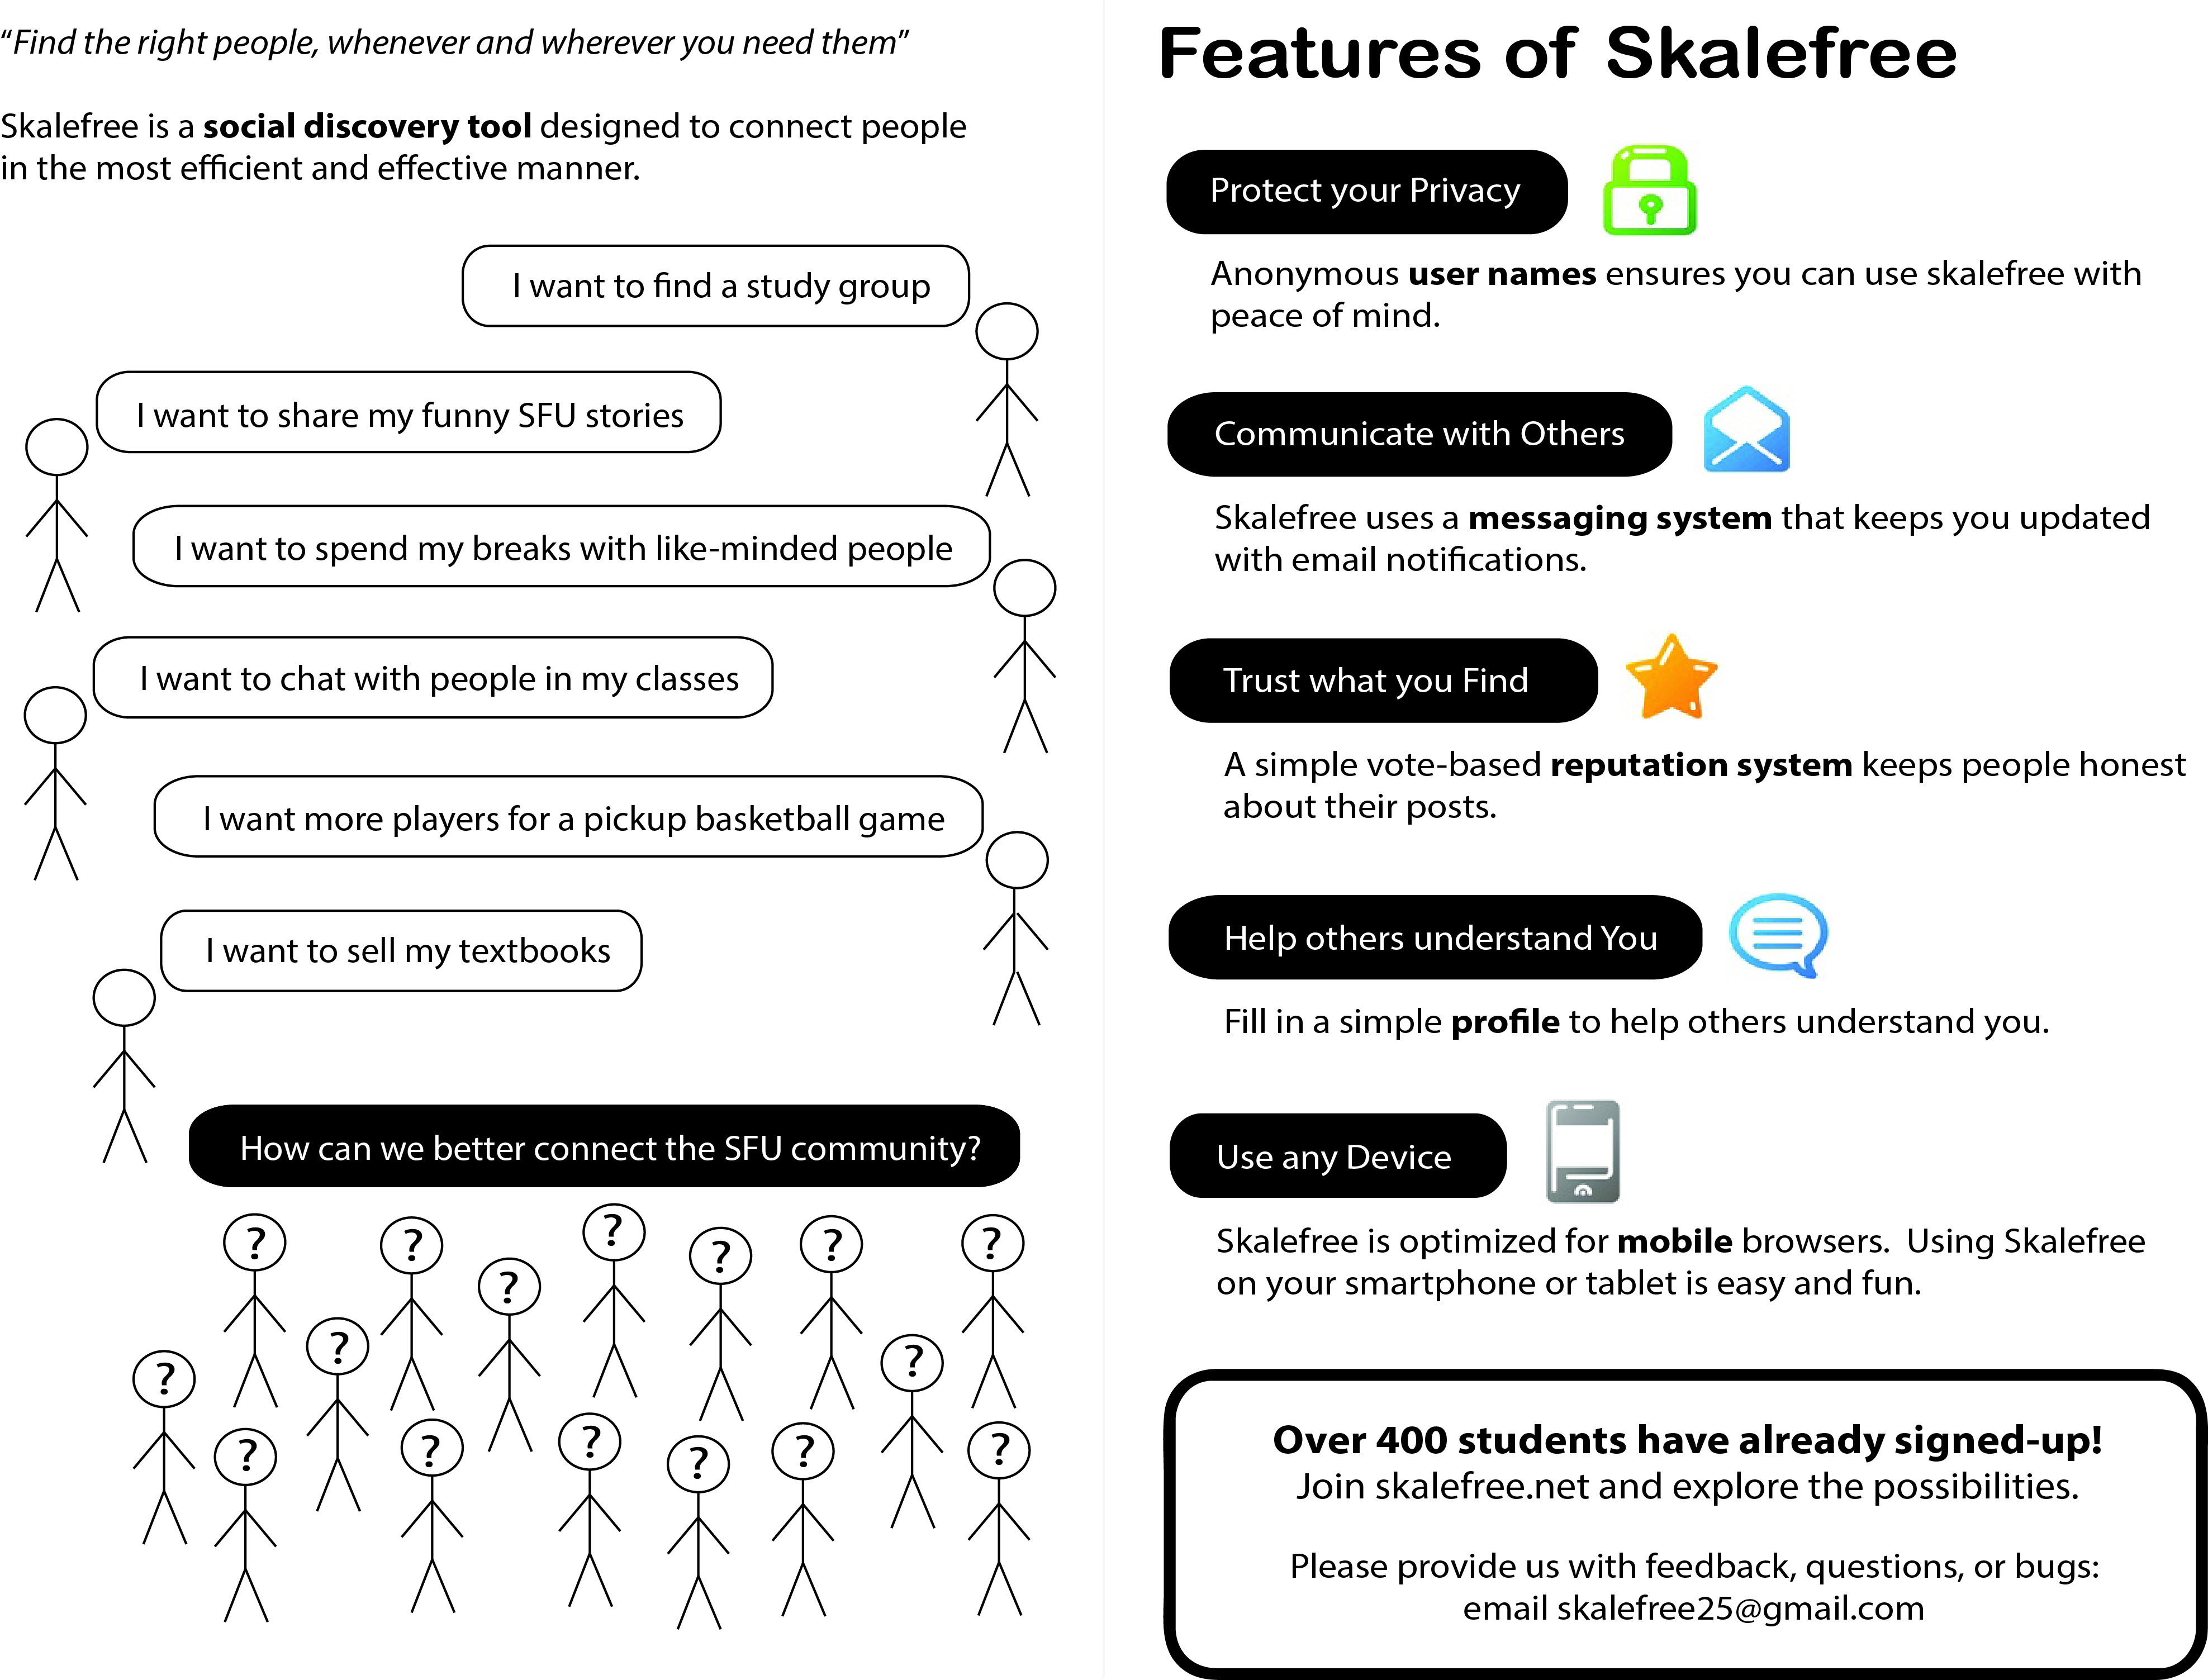 “Find the right people, whenever and wherever you need them”
Skalefree is a social discovery tool designed to connect people
in the most efficient and effective manner.
I want to find a study group
I want to share my funny SFU stories
I want to spend my breaks with like-minded people
I want to chat with people in my classes
I want more players for a pickup basketball game
I want to sell my textbooks
How can we better connect the SFU community?
? ? ? ? ? ? ?
? ? ? ?
? ? ? ? ? ?
Features of Skalefree
Protect your Privacy
Anonymous user names ensures you can use skalefree with
peace of mind.
Communicate with Others
Skalefree uses a messaging system that keeps you updated
with email notifications.
Trust what you Find
A simple vote-based reputation system keeps people honest
about their posts.
Help others understand You
Fill in a simple profile to help others understand you.
Use any Device
Skalefree is optimized for mobile browsers.  Using Skalefree
on your smartphone or tablet is easy and fun.
Over 400 students have already signed-up!
Join skalefree.net and explore the possibilities.
Please provide us with feedback, questions, or bugs:
email skalefree25@gmail.com